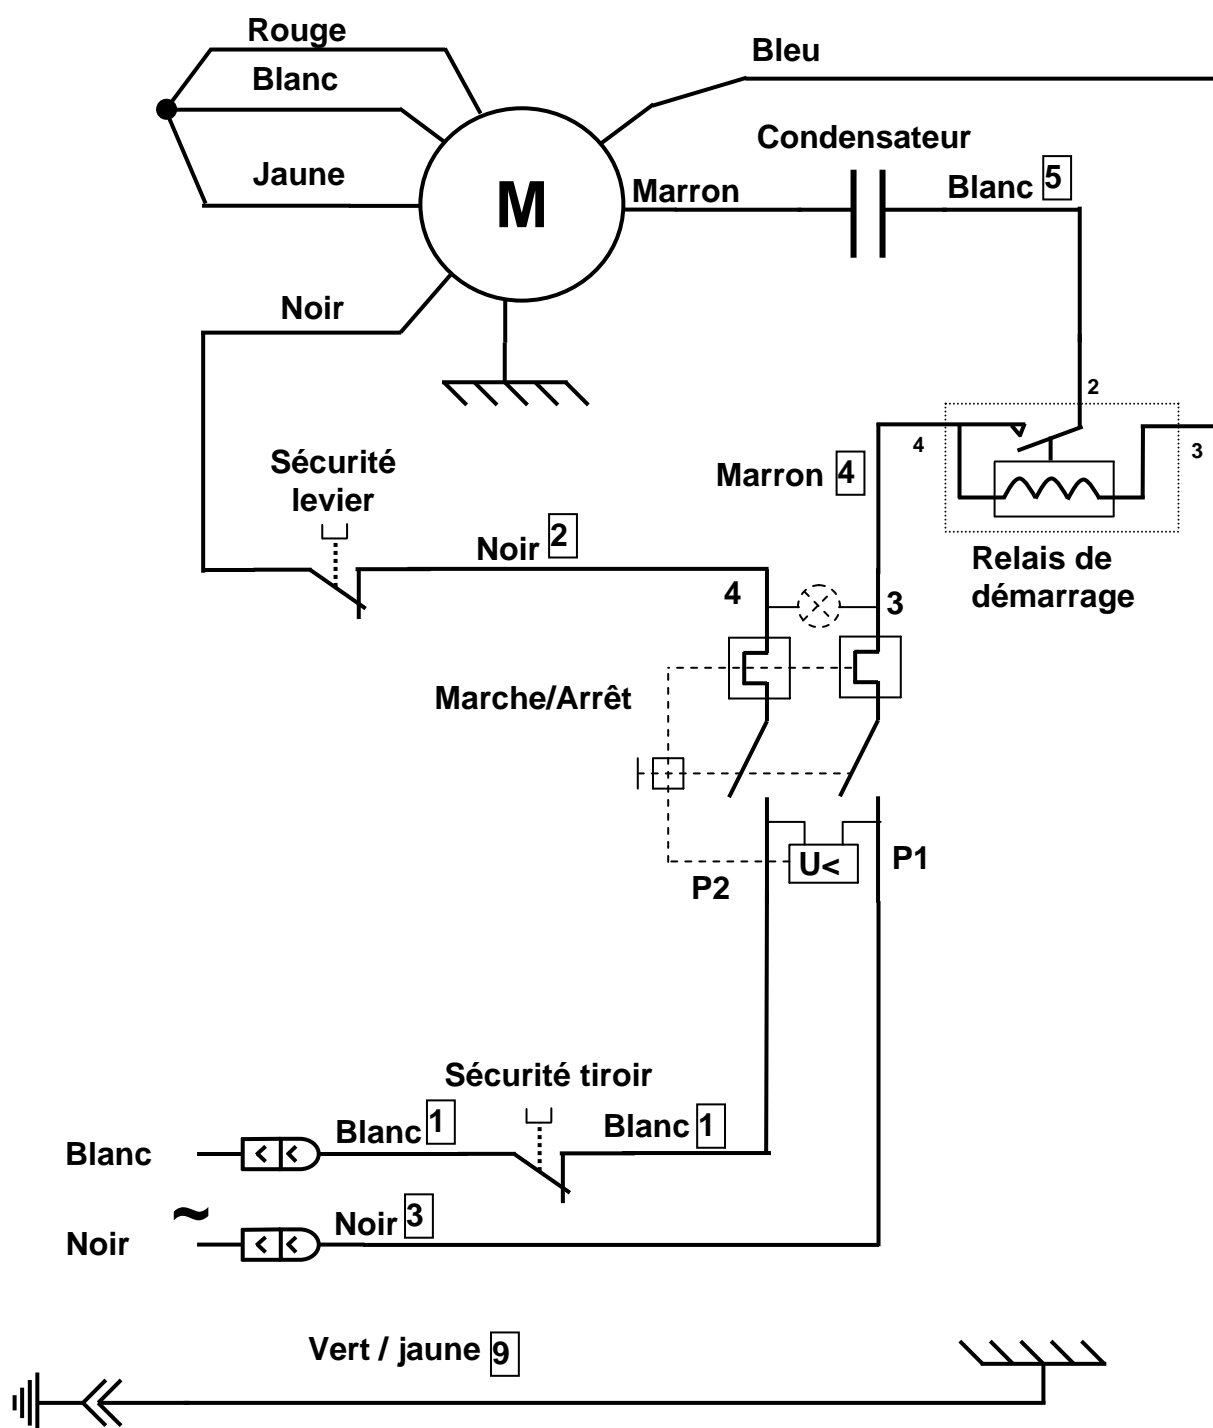 Rouge
Bleu
Blanc
Condensateur
Jaune
Marron
Blanc 5
M
Noir
2
4
3
Sécurité
levier
Marron 4
Noir 2
Relais de
démarrage
4
3
Marche/Arrêt
U<
P1
P2
Sécurité tiroir
Blanc
Blanc 1
Blanc 1
~
Noir
Noir 3
Vert / jaune 9